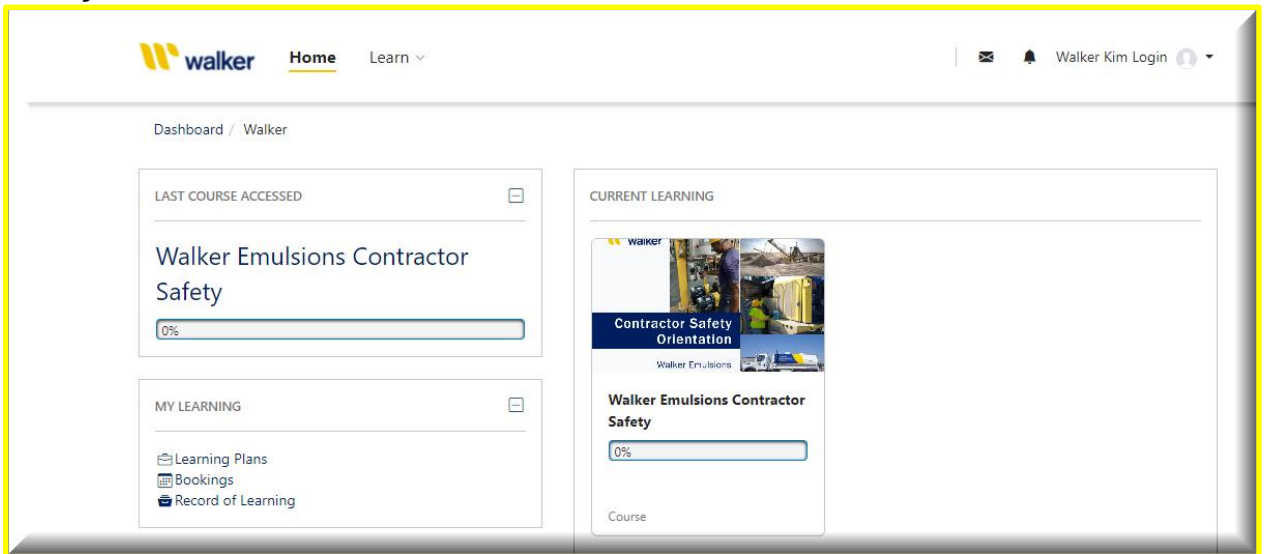 walker
Home
Learn
Walker Kim Login
Dashboard / Walker
LAST COURSE ACCESSED
Walker Emulsions Contractor
Safety
0%
MY LEARNING
Learning Plans
Bookings
Record of Learning
CURRENT LEARNING
walker
Contractor Safety
Orientation
Walker Emulsions
Walker Emulsions Contractor
Safety
0%
Course